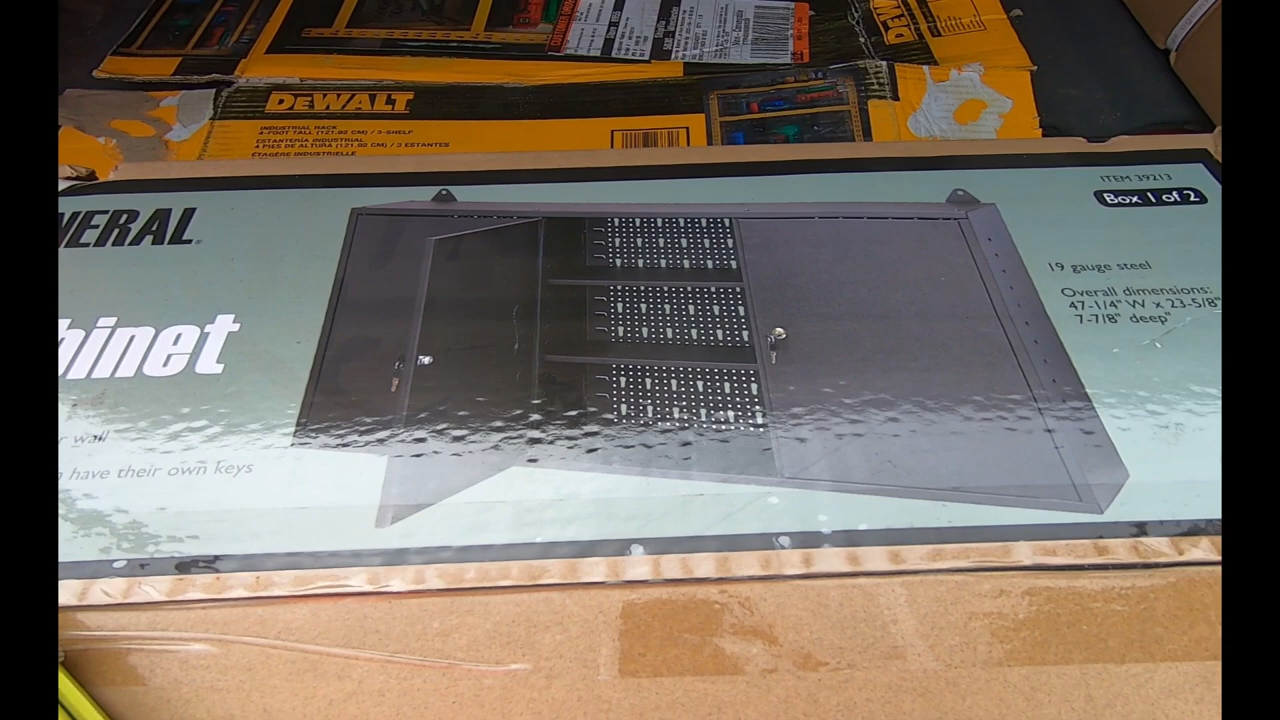 DEWALT
INDUSTRIAL RACK
4-FOOT TALL (121.92 CM) / 3-SHELF
ESTANTERÍA INDUSTRIAL
4 PIES DE ALTURA (121.92 CM) / 3 ESTANTES
ÉTAGÈRE INDUSTRIELLE
ITEM 39213
Box 1 of 2
NERAL
19 gauge steel
Overall dimensions:
47-1/4" W x 23-5/8"
7-7/8" deep"
binet
r wall
have their own keys